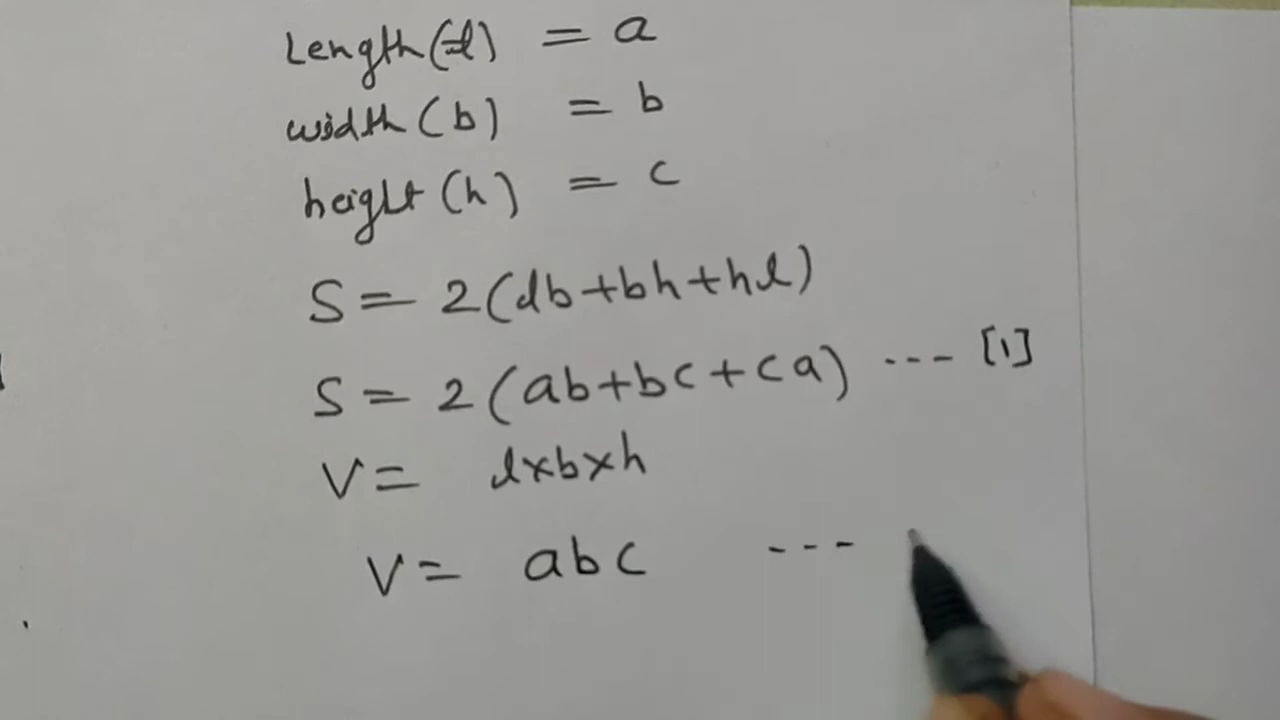 Length(l) = a
width(b) = b
height(h) = c
S = 2(lb+bh+hl)
S = 2(ab+bc+ca) --- [1]
V = l×b×h
V = abc ---